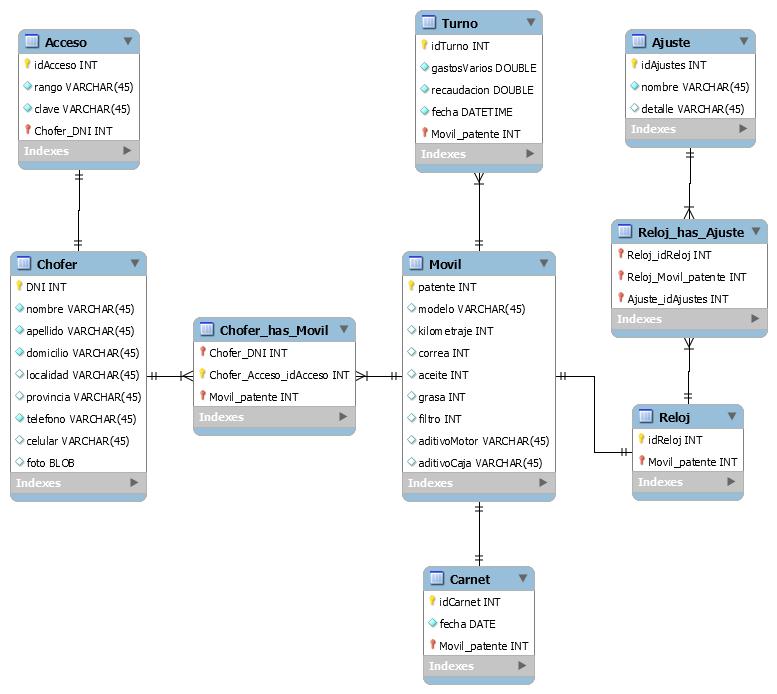 Acceso
idAcceso INT
rango VARCHAR(45)
clave VARCHAR(45)
Chofer_DNI INT
Indexes
Turno
idTurno INT
gastosVarios DOUBLE
recaudacion DOUBLE
fecha DATETIME
Movil_patente INT
Indexes
Ajuste
idAjustes INT
nombre VARCHAR(45)
detalle VARCHAR(45)
Indexes
Chofer
DNI INT
nombre VARCHAR(45)
apellido VARCHAR(45)
domicilio VARCHAR(45)
localidad VARCHAR(45)
provincia VARCHAR(45)
telefono VARCHAR(45)
celular VARCHAR(45)
foto BLOB
Indexes
Chofer_has_Movil
Chofer_DNI INT
Chofer_Acceso_idAcceso INT
Movil_patente INT
Indexes
Movil
patente INT
modelo VARCHAR(45)
kilometraje INT
correa INT
aceite INT
grasa INT
filtro INT
aditivoMotor VARCHAR(45)
aditivoCaja VARCHAR(45)
Indexes
Reloj_has_Ajuste
Reloj_idReloj INT
Reloj_Movil_patente INT
Ajuste_idAjustes INT
Indexes
Reloj
idReloj INT
Movil_patente INT
Indexes
Carnet
idCarnet INT
fecha DATE
Movil_patente INT
Indexes